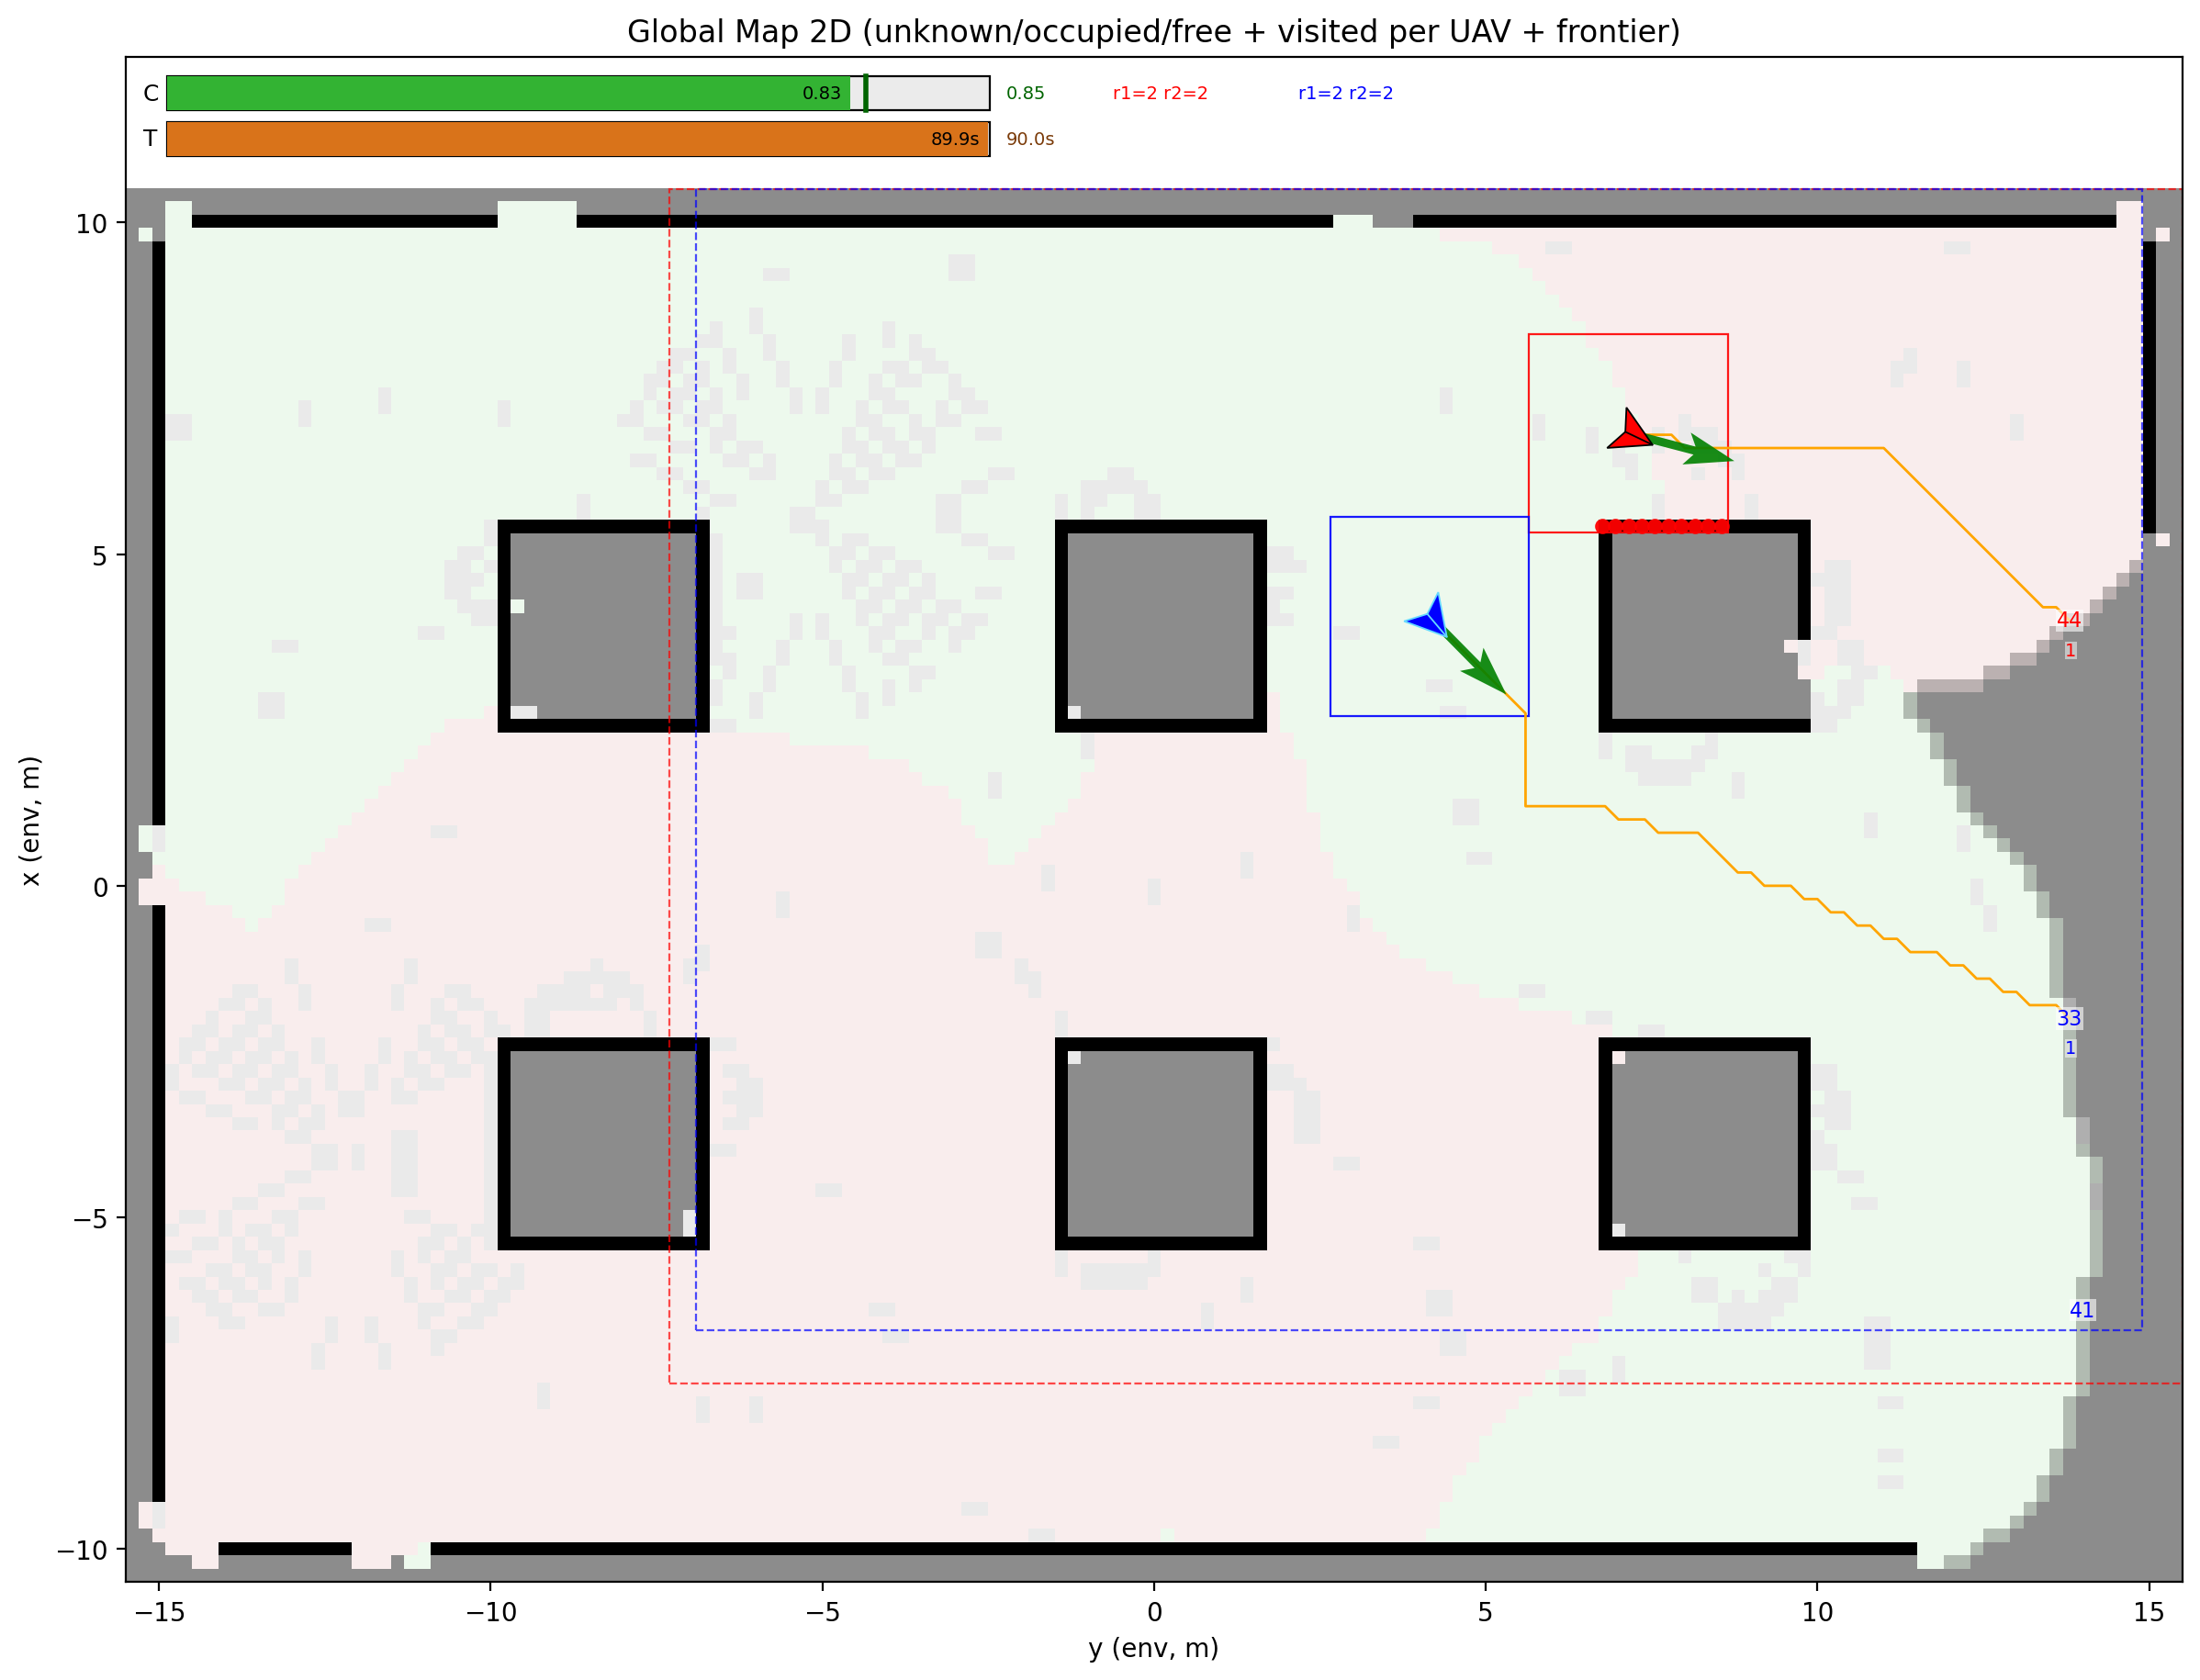 Global Map 2D (unknown/occupied/free + visited per UAV + frontier)
C 0.83 0.85 r1=2 r2=2 r1=2 r2=2
T 89.9s 90.0s
10
5
0
−5
−10
x (env, m)
44
1
33
1
41
−15 −10 −5 0 5 10 15
y (env, m)